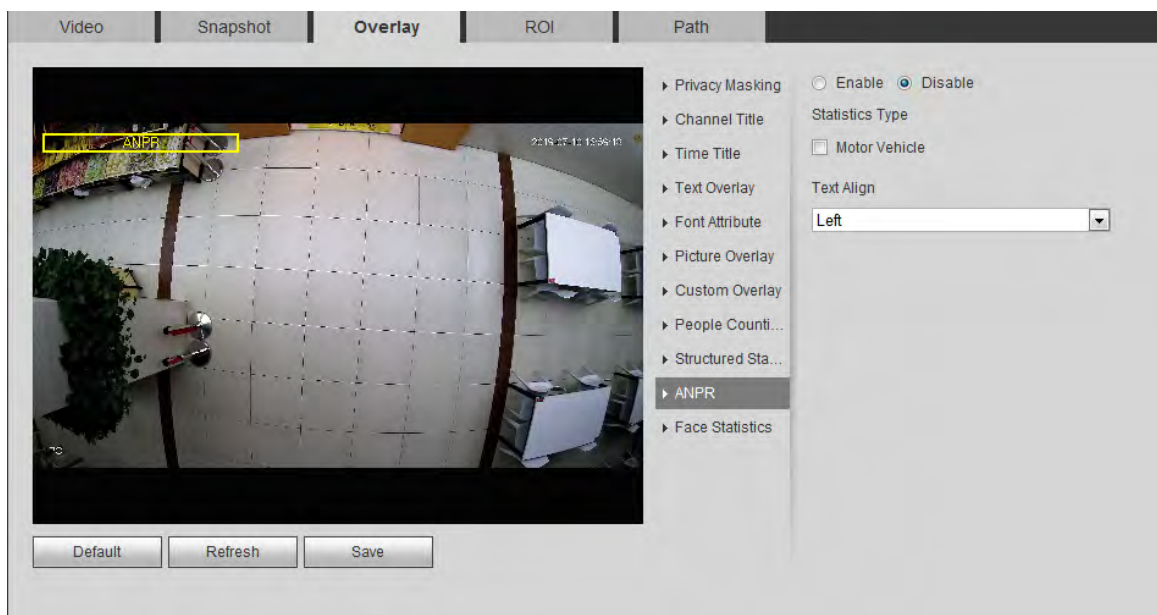 Video Snapshot Overlay ROI Path
ANPR
Privacy Masking
Channel Title
Time Title
Text Overlay
Font Attribute
Picture Overlay
Custom Overlay
People Counti...
Structured Sta...
ANPR
Face Statistics
Enable Disable
Statistics Type
Motor Vehicle
Text Align
Left
Default Refresh Save